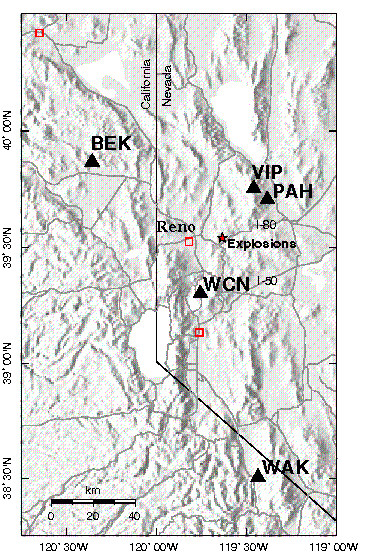 California
Nevada
40° 00'N
BEK
VIP
PAH
Reno
I-80
Explosions
39° 30'N
I-50
WCN
39° 00'N
WAK
38° 30'N
km
0 20 40
120° 30'W 120° 00'W 119° 30'W 119° 00'W